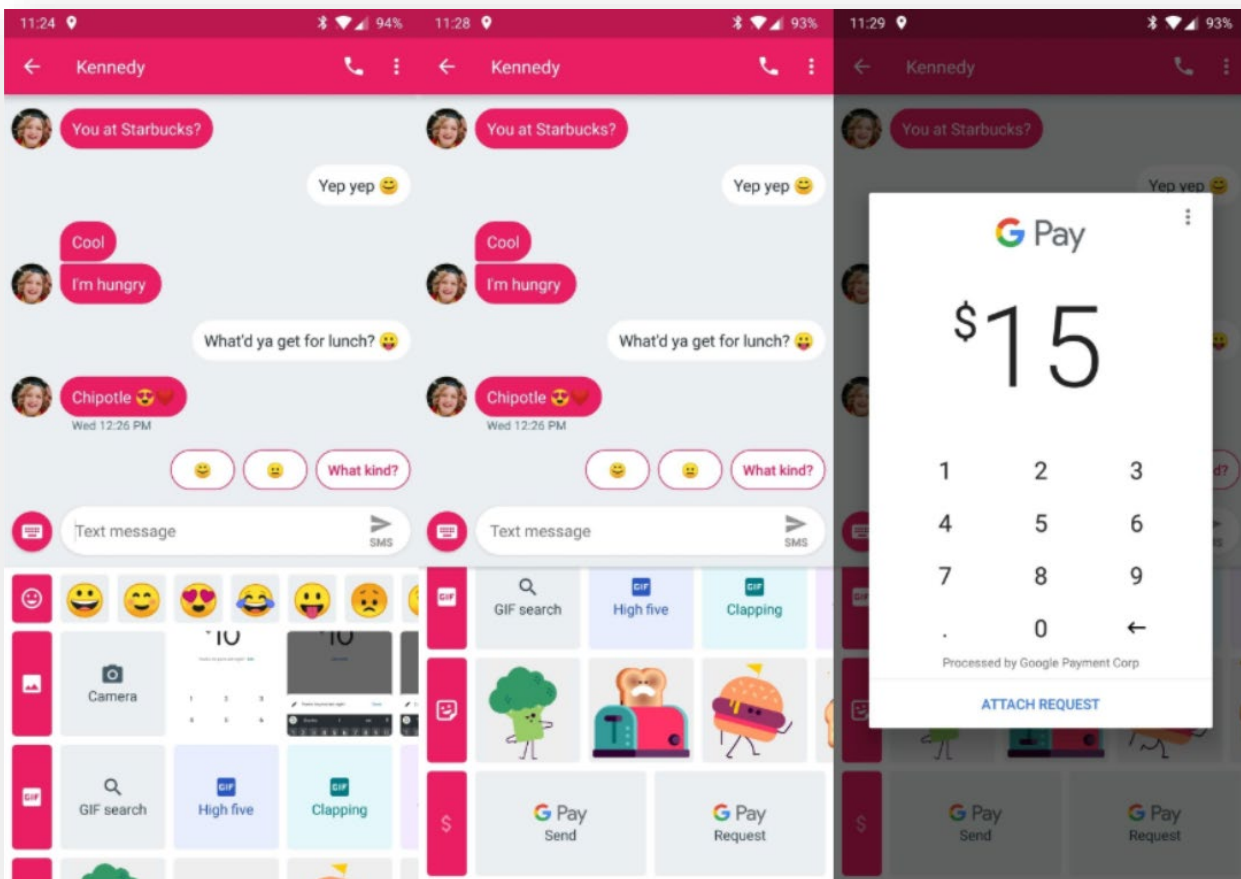 11:24 94%
Kennedy
You at Starbucks?
Yep yep
Cool
I'm hungry
What'd ya get for lunch?
Chipotle
Wed 12:26 PM
What kind?
Text message
SMS
10
Camera
GIF
GIF search
GIF
High five
GIF
Clapping
11:28 93%
Kennedy
You at Starbucks?
Yep yep
Cool
I'm hungry
What'd ya get for lunch?
Chipotle
Wed 12:26 PM
What kind?
Text message
SMS
GIF
GIF search
GIF
High five
GIF
Clapping
$
G Pay
Send
G Pay
Request
11:29 93%
Kennedy
You at Starbucks?
Yep yep
G Pay
$15
1 2 3
4 5 6
7 8 9
. 0
Processed by Google Payment Corp
ATTACH REQUEST
d?
$
G Pay
Send
G Pay
Request